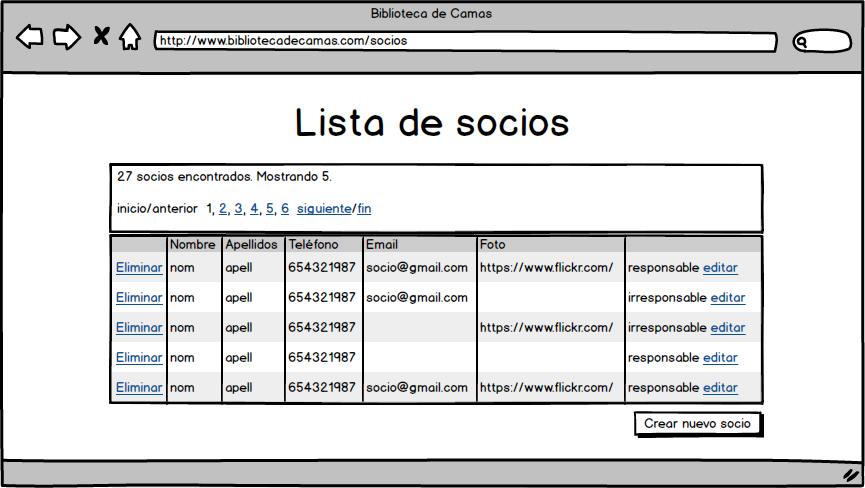 Biblioteca de Camas
http://www.bibliotecadecamas.com/socios
Lista de socios
27 socios encontrados. Mostrando 5.
inicio/anterior 1, 2, 3, 4, 5, 6 siguiente/fin
Nombre Apellidos Teléfono Email Foto
Eliminar nom apell 654321987 socio@gmail.com https://www.flickr.com/ responsable editar
Eliminar nom apell 654321987 socio@gmail.com irresponsable editar
Eliminar nom apell 654321987 https://www.flickr.com/ irresponsable editar
Eliminar nom apell 654321987 responsable editar
Eliminar nom apell 654321987 socio@gmail.com https://www.flickr.com/ responsable editar
Crear nuevo socio